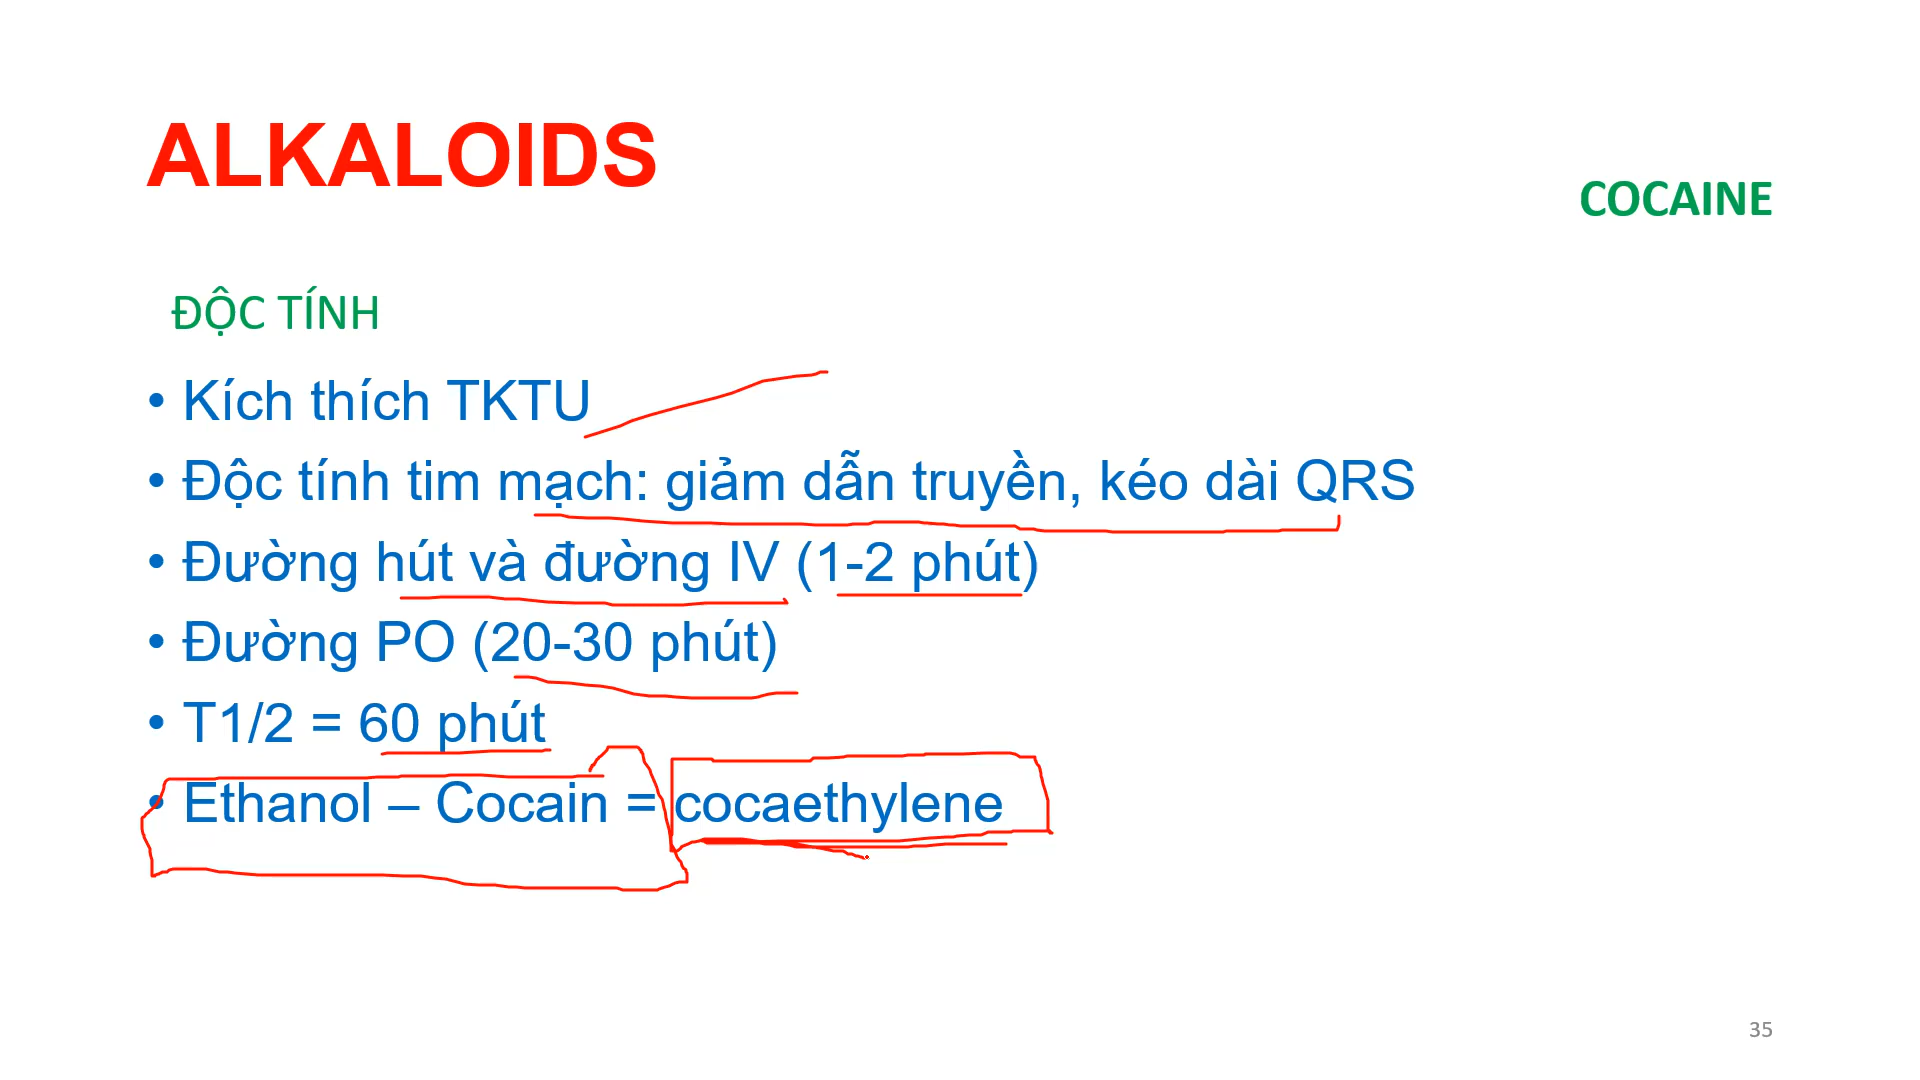 ALKALOIDS
COCAINE
ĐỘC TÍNH
• Kích thích TKTU
• Độc tính tim mạch: giảm dẫn truyền, kéo dài QRS
• Đường hút và đường IV (1-2 phút)
• Đường PO (20-30 phút)
• T1/2 = 60 phút
• Ethanol – Cocain = cocaethylene
35